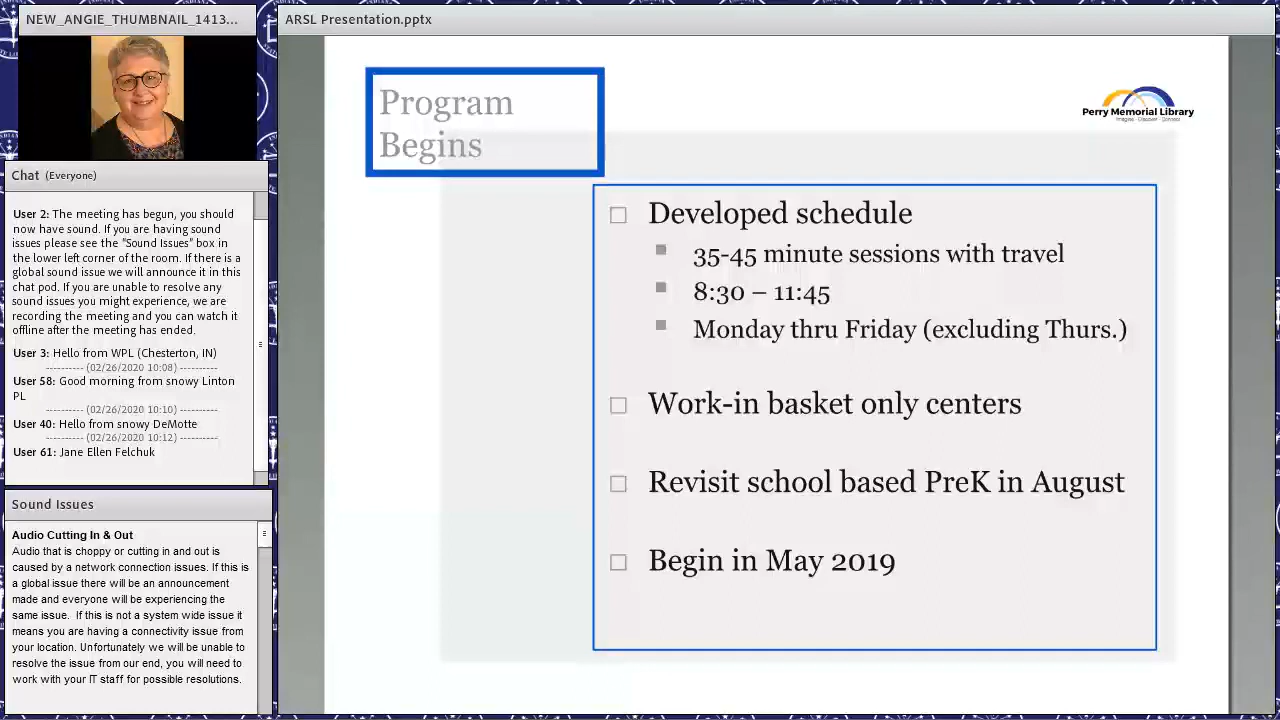 NEW_ANGIE_THUMBNAIL_1413...
ARSL Presentation.pptx
Program
Begins
Perry Memorial Library
Imagine - Discover - Connect
Developed schedule
35-45 minute sessions with travel
8:30 – 11:45
Monday thru Friday (excluding Thurs.)
Work-in basket only centers
Revisit school based PreK in August
Begin in May 2019
Chat (Everyone)
User 2: The meeting has begun, you should
now have sound. If you are having sound
issues please see the "Sound Issues" box in
the lower left corner of the room. If there is a
global sound issue we will announce it in this
chat pod. If you are unable to resolve any
sound issues you might experience, we are
recording the meeting and you can watch it
offline after the meeting has ended.
User 3: Hello from WPL (Chesterton, IN)
---------- (02/26/2020 10:08) ----------
User 58: Good morning from snowy Linton
PL
---------- (02/26/2020 10:10) ----------
User 40: Hello from snowy DeMotte
---------- (02/26/2020 10:12) ----------
User 61: Jane Ellen Felchuk
Sound Issues
Audio Cutting In & Out
Audio that is choppy or cutting in and out is
caused by a network connection issues. If this is
a global issue there will be an announcement
made and everyone will be experiencing the
same issue.  If this is not a system wide issue it
means you are having a connectivity issue from
your location. Unfortunately we will be unable to
resolve the issue from our end, you will need to
work with your IT staff for possible resolutions.